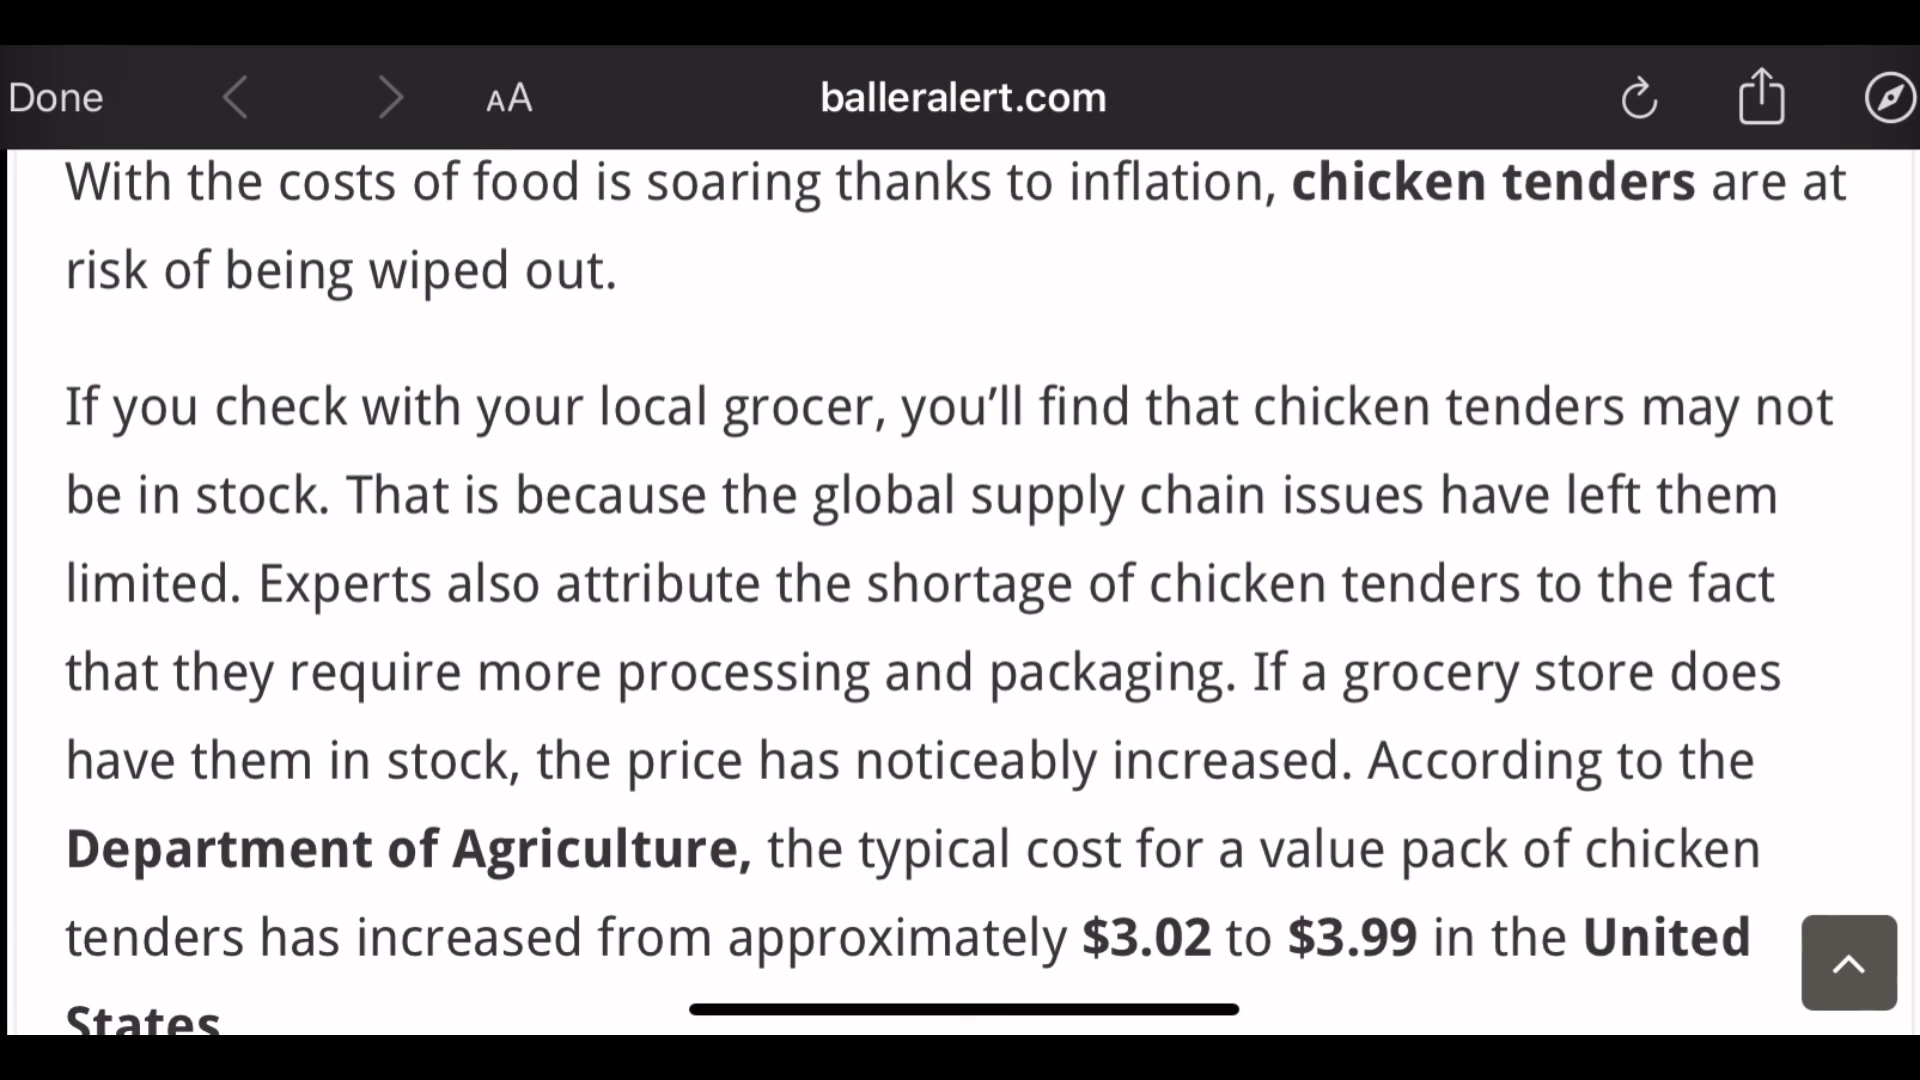 Done
AA
balleralert.com
With the costs of food is soaring thanks to inflation, chicken tenders are at
risk of being wiped out.
If you check with your local grocer, you’ll find that chicken tenders may not
be in stock. That is because the global supply chain issues have left them
limited. Experts also attribute the shortage of chicken tenders to the fact
that they require more processing and packaging. If a grocery store does
have them in stock, the price has noticeably increased. According to the
Department of Agriculture, the typical cost for a value pack of chicken
tenders has increased from approximately $3.02 to $3.99 in the United
States